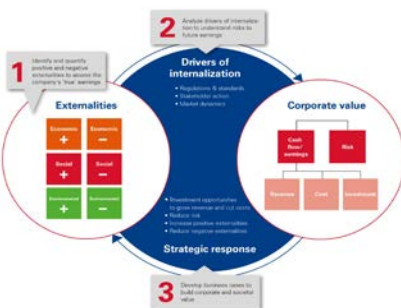 2
Analyze drivers of internaliza-
tion to understand risks to
future earnings
1
Identify and quantify
positive and negative
externalities to assess the
company's 'true' earnings
Drivers of
internalization
• Regulations & standards
• Stakeholder action
• Market dynamics
Externalities
Economic
+
Economic
–
Social
+
Social
–
Environmental
+
Environmental
–
Corporate value
Cash
flow/
earnings
Risk
Revenue
Cost
Investment
• Investment opportunities
to grow revenue and cut costs
• Reduce risk
• Increase positive externalities
• Reduce negative externalities
Strategic response
3
Develop business cases to
build corporate and societal
value